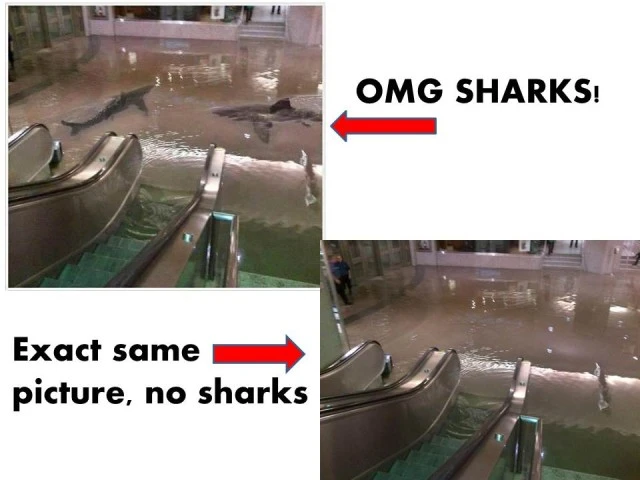 OMG SHARKS!
Exact same
picture, no sharks